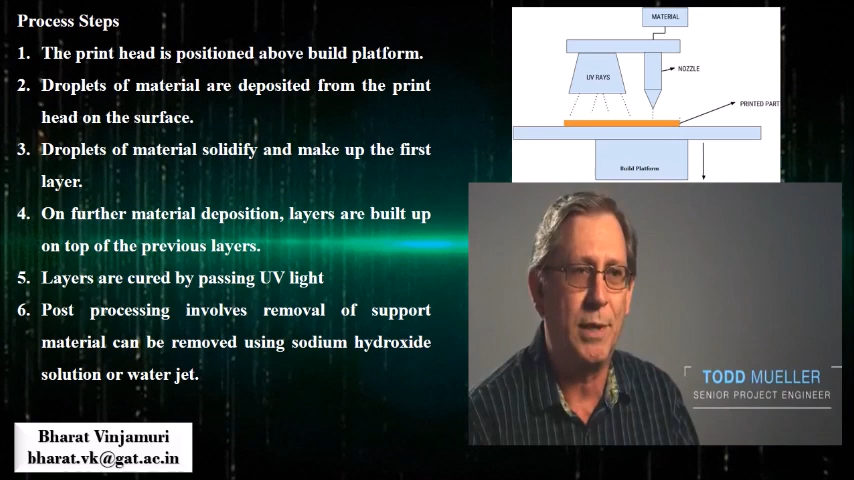 Process Steps
1. The print head is positioned above build platform.
2. Droplets of material are deposited from the print
head on the surface.
3. Droplets of material solidify and make up the first
layer.
4. On further material deposition, layers are built up
on top of the previous layers.
5. Layers are cured by passing UV light
6. Post processing involves removal of support
material can be removed using sodium hydroxide
solution or water jet.
Bharat Vinjamuri
bharat.vk@gat.ac.in
MATERIAL
UV RAYS
NOZZLE
PRINTED PART
Build Platform
TODD MUELLER
SENIOR PROJECT ENGINEER